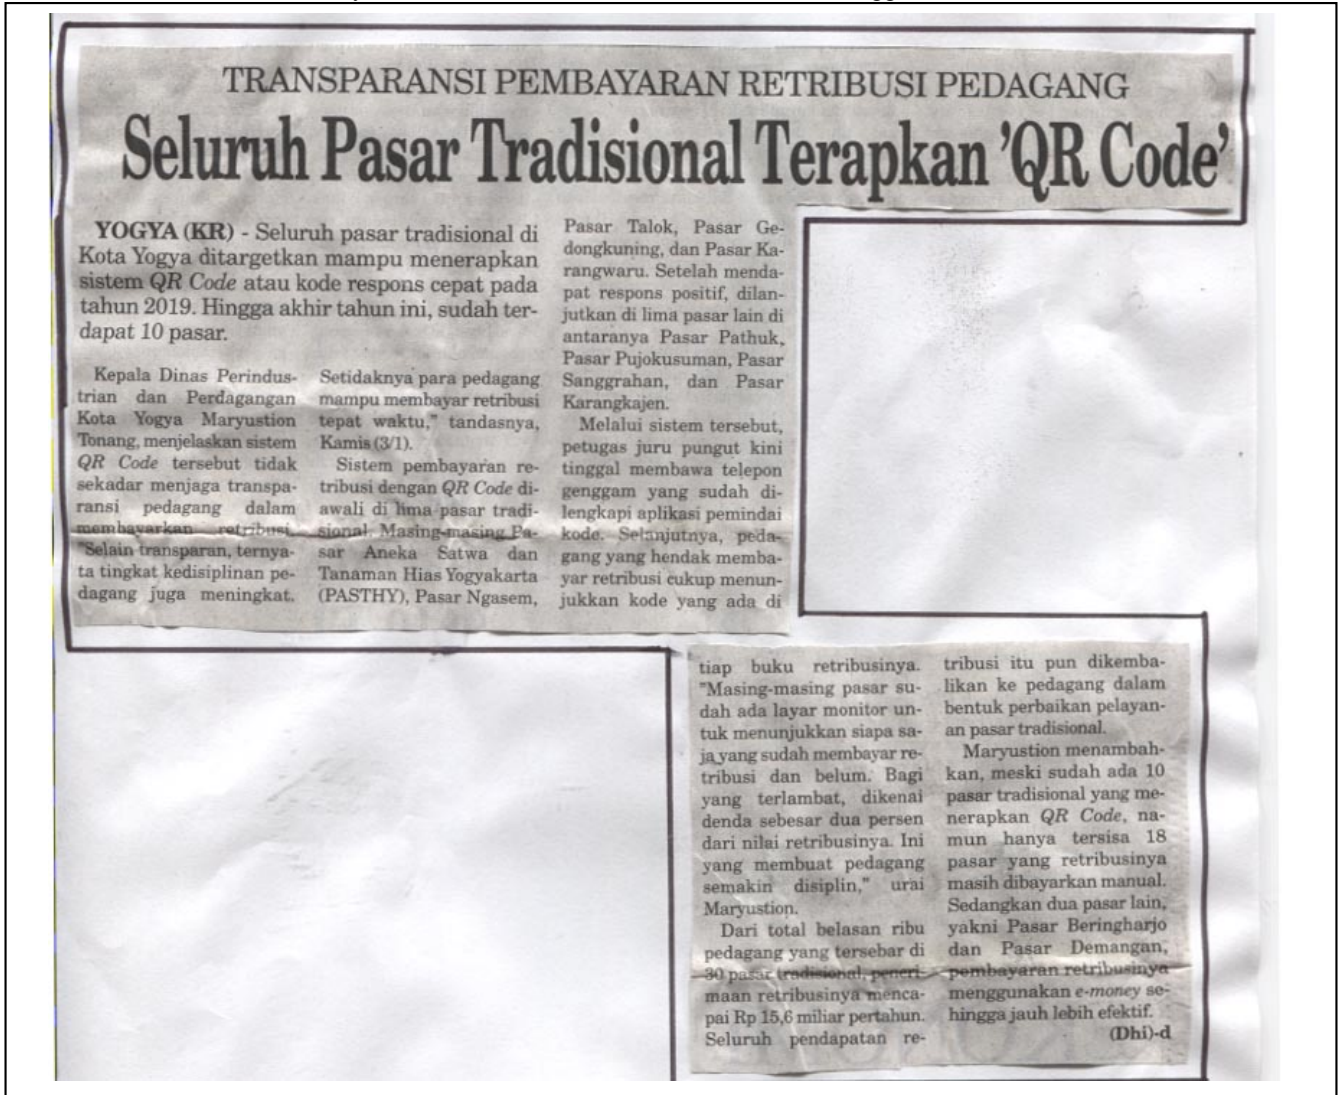 TRANSPARANSI PEMBAYARAN RETRIBUSI PEDAGANG
Seluruh Pasar Tradisional Terapkan 'QR Code'
YOGYA (KR) - Seluruh pasar tradisional di
Kota Yogya ditargetkan mampu menerapkan
sistem QR Code atau kode respons cepat pada
tahun 2019. Hingga akhir tahun ini, sudah ter-
dapat 10 pasar.
Kepala Dinas Perindus-
trian dan Perdagangan
Kota Yogya Maryustion
Tonang, menjelaskan sistem
QR Code tersebut tidak
sekadar menjaga transpa-
ransi pedagang dalam
membayarkan retribusi.
"Selain transparan, ternya-
ta tingkat kedisiplinan pe-
dagang juga meningkat.
Setidaknya para pedagang
mampu membayar retribusi
tepat waktu," tandasnya,
Kamis (3/1).
Sistem pembayaran re-
tribusi dengan QR Code di-
awali di lima pasar tradi-
sional. Masing-masing Pa-
sar Aneka Satwa dan
Tanaman Hias Yogyakarta
(PASTHY), Pasar Ngasem,
Pasar Talok, Pasar Ge-
dongkuning, dan Pasar Ka-
rangwaru. Setelah menda-
pat respons positif, dilan-
jutkan di lima pasar lain di
antaranya Pasar Pathuk,
Pasar Pujokusuman, Pasar
Sanggrahan, dan Pasar
Karangkajen.
Melalui sistem tersebut,
petugas juru pungut kini
tinggal membawa telepon
genggam yang sudah di-
lengkapi aplikasi pemindai
kode. Selanjutnya, peda-
gang yang hendak memba-
yar retribusi cukup menun-
jukkan kode yang ada di
tiap buku retribusinya.
"Masing-masing pasar su-
dah ada layar monitor un-
tuk menunjukkan siapa sa-
ja yang sudah membayar re-
tribusi dan belum. Bagi
yang terlambat, dikenai
denda sebesar dua persen
dari nilai retribusinya. Ini
yang membuat pedagang
semakin disiplin," urai
Maryustion.
Dari total belasan ribu
pedagang yang tersebar di
30 pasar tradisional, peneri-
maan retribusinya menca-
pai Rp 15,6 miliar pertahun.
Seluruh pendapatan re-
tribusi itu pun dikemba-
likan ke pedagang dalam
bentuk perbaikan pelayan-
an pasar tradisional.
Maryustion menambah-
kan, meski sudah ada 10
pasar tradisional yang me-
nerapkan QR Code, na-
mun hanya tersisa 18
pasar yang retribusinya
masih dibayarkan manual.
Sedangkan dua pasar lain,
yakni Pasar Beringharjo
dan Pasar Demangan,
pembayaran retribusinya
menggunakan e-money se-
hingga jauh lebih efektif.
(Dhi)-d